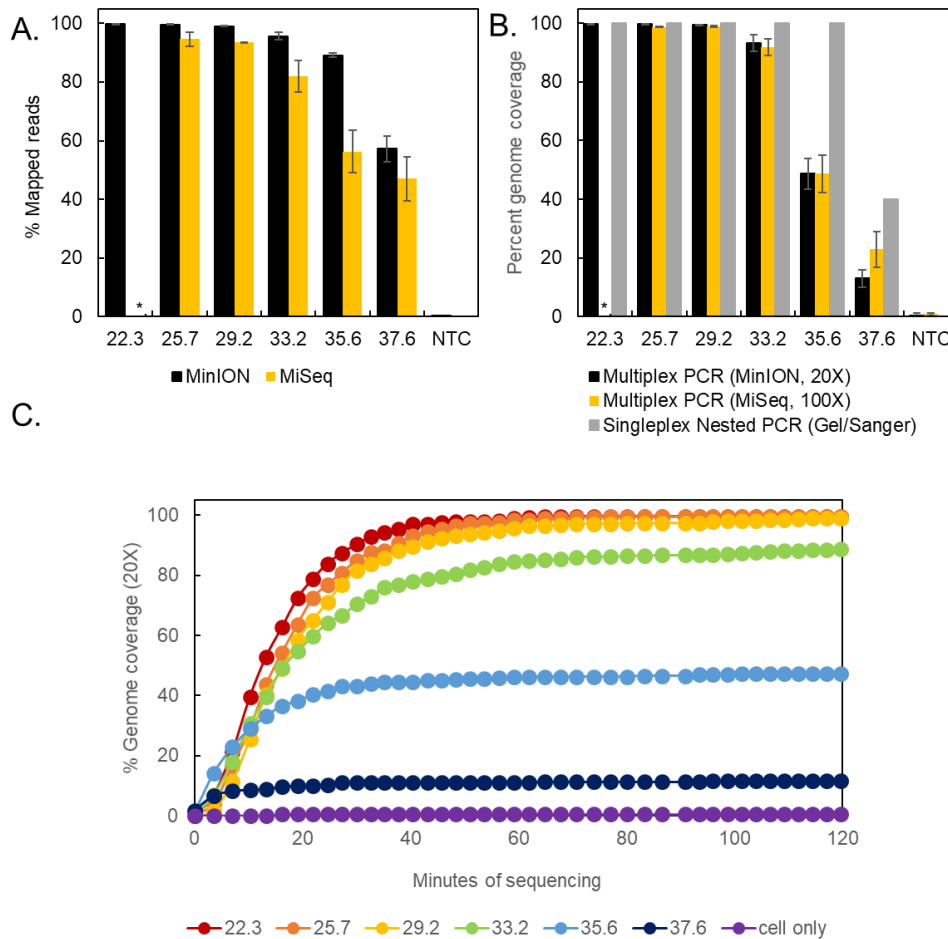 A.
% Mapped reads
100
80
60
40
20
0
*
22.3 25.7 29.2 33.2 35.6 37.6 NTC
MinION MiSeq
B.
Percent genome coverage
100
80
60
40
20
0
*
22.3 25.7 29.2 33.2 35.6 37.6 NTC
Multiplex PCR (MinION, 20X)
Multiplex PCR (MiSeq, 100X)
Singleplex Nested PCR (Gel/Sanger)
C.
% Genome coverage (20X)
100
80
60
40
20
0
0 20 40 60 80 100 120
Minutes of sequencing
22.3 25.7 29.2 33.2 35.6 37.6 cell only